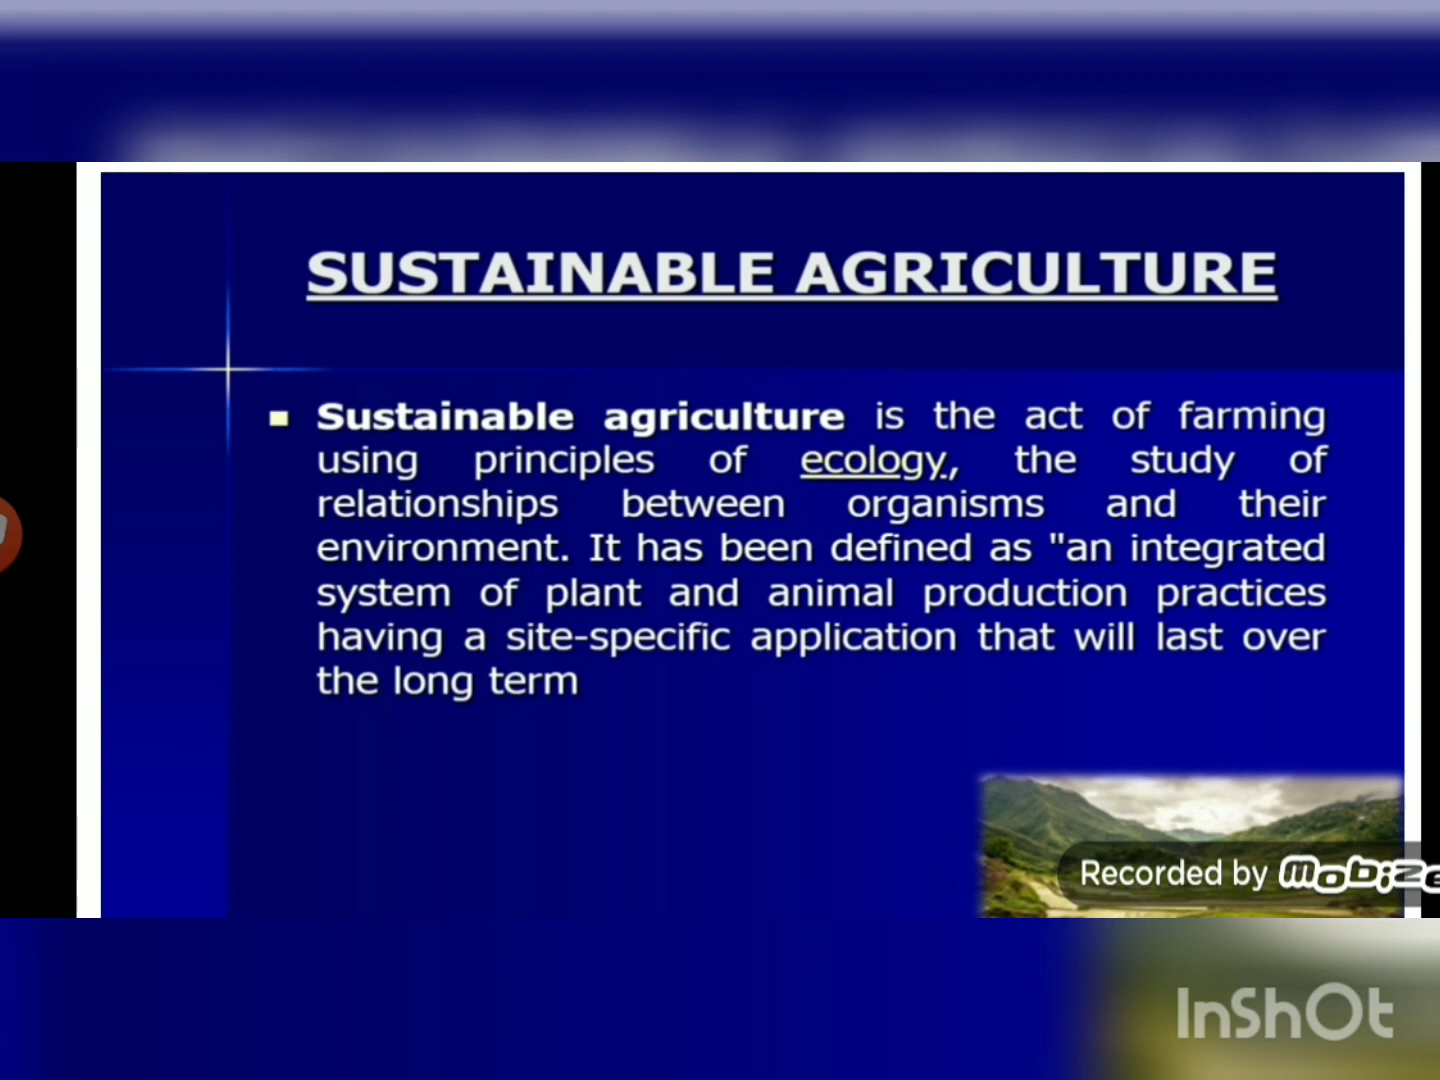 SUSTAINABLE AGRICULTURE
Sustainable agriculture is the act of farming
using principles of ecology, the study of
relationships between organisms and their
environment. It has been defined as "an integrated
system of plant and animal production practices
having a site-specific application that will last over
the long term
Recorded by mobize
InShOt